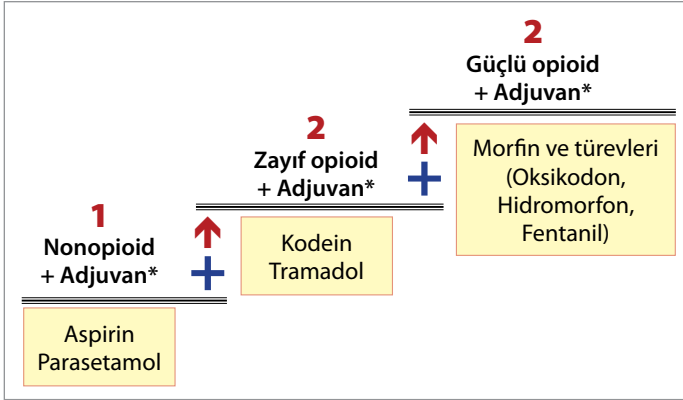 1
Nonopioid
+ Adjuvan*
Aspirin
Parasetamol
2
Zayıf opioid
+ Adjuvan*
Kodein
Tramadol
2
Güçlü opioid
+ Adjuvan*
Morfin ve türevleri
(Oksikodon,
Hidromorfon,
Fentanil)